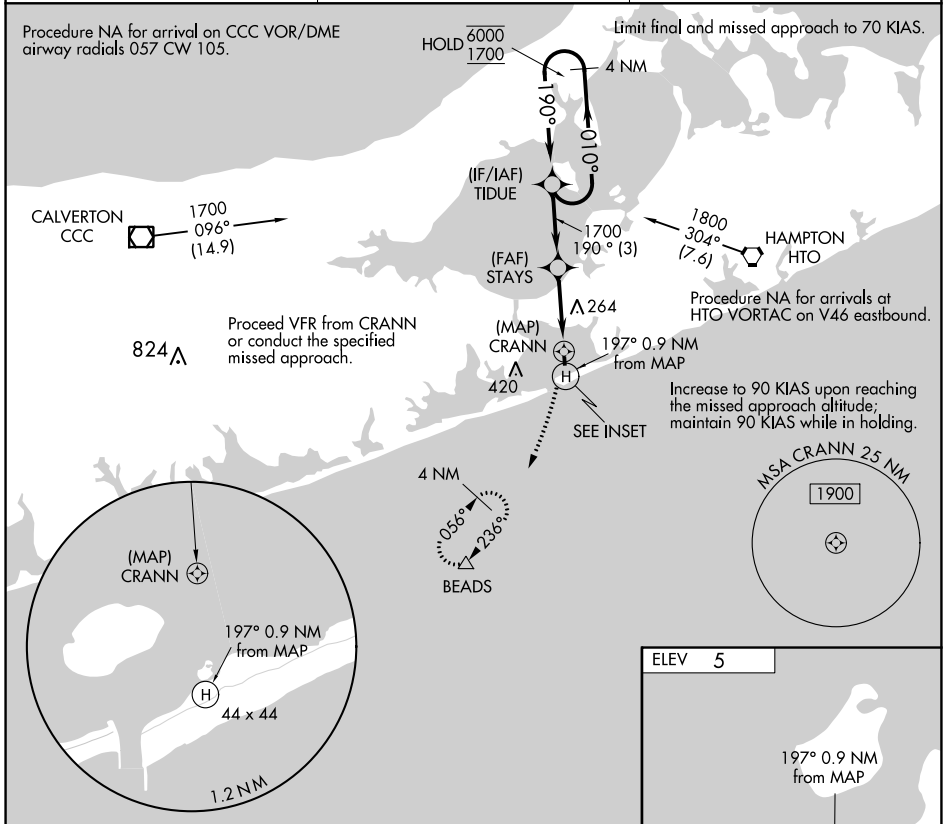 Procedure NA for arrival on CCC VOR/DME
airway radials 057 CW 105.
Limit final and missed approach to 70 KIAS.
HOLD 6000
1700
4 NM
190°
010°
(IF/IAF)
TIDUE
CALVERTON
CCC
1700
096°
(14.9)
1700
190° (3)
1800
304°
(7.6)
HAMPTON
HTO
(FAF)
STAYS
Procedure NA for arrivals at
HTO VORTAC on V46 eastbound.
264
Proceed VFR from CRANN
or conduct the specified
missed approach.
824
(MAP)
CRANN
197° 0.9 NM
from MAP
420
H
SEE INSET
Increase to 90 KIAS upon reaching
the missed approach altitude;
maintain 90 KIAS while in holding.
MSA CRANN 25 NM
1900
4 NM
056°
236°
BEADS
(MAP)
CRANN
197° 0.9 NM
from MAP
H
44 x 44
1.2 NM
ELEV 5
197° 0.9 NM
from MAP